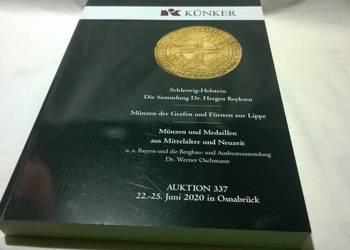 KÜNKER
Schleswig-Holstein
Die Sammlung Dr. Hergen Boyksen
Münzen der Grafen und Fürsten zur Lippe
Münzen und Medaillen
aus Mittelalter und Neuzeit
u. a. Bayern und die Bergbau- und Ausbeutesammlung
Dr. Werner Oschmann
AUKTION 337
22.-25. Juni 2020 in Osnabrück